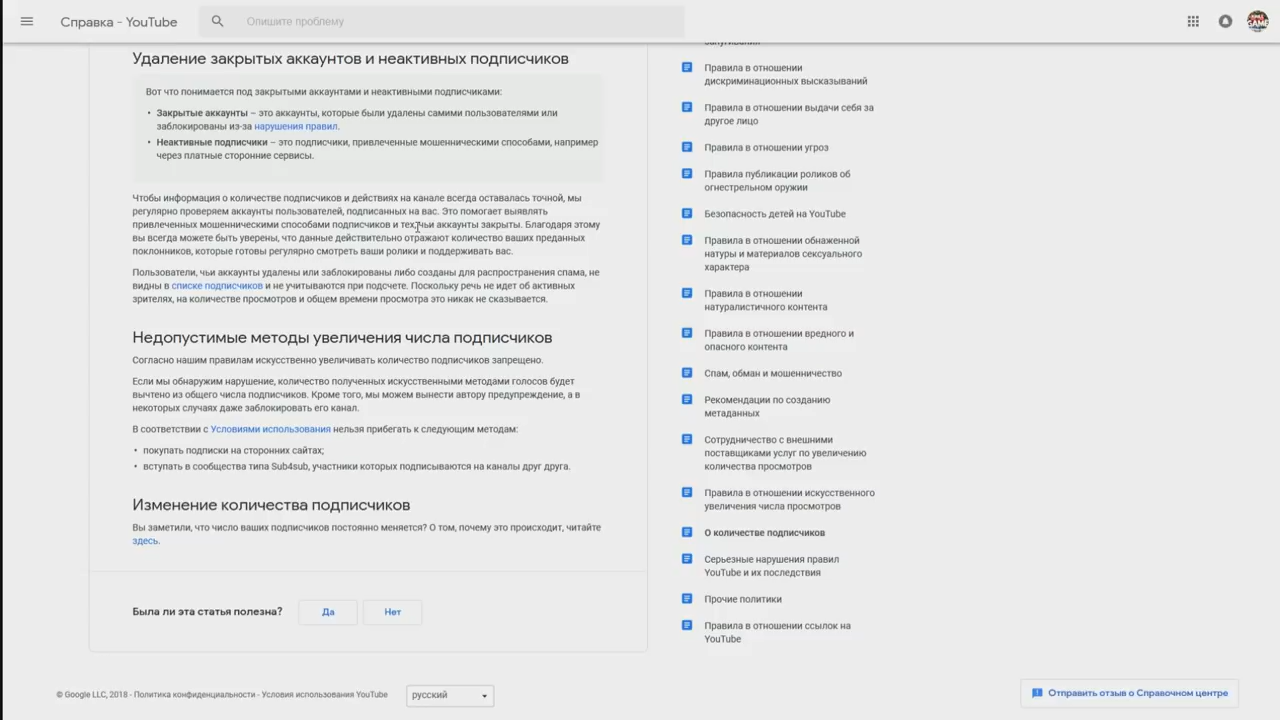 Справка – YouTube
Опишите проблему
Удаление закрытых аккаунтов и неактивных подписчиков
Вот что понимается под закрытыми аккаунтами и неактивными подписчиками:
• Закрытые аккаунты – это аккаунты, которые были удалены самими пользователями или
заблокированы из-за нарушения правил.
• Неактивные подписчики – это подписчики, привлеченные мошенническими способами, например
через платные сторонние сервисы.
Чтобы информация о количестве подписчиков и действиях на канале всегда оставалась точной, мы
регулярно проверяем аккаунты пользователей, подписанных на вас. Это помогает выявлять
привлеченных мошенническими способами подписчиков и тех, чьи аккаунты закрыты. Благодаря этому
вы всегда можете быть уверены, что данные действительно отражают количество ваших преданных
поклонников, которые готовы регулярно смотреть ваши ролики и поддерживать вас.
Пользователи, чьи аккаунты удалены или заблокированы либо созданы для распространения спама, не
видны в списке подписчиков и не учитываются при подсчете. Поскольку речь не идет об активных
зрителях, на количестве просмотров и общем времени просмотра это никак не сказывается.
Недопустимые методы увеличения числа подписчиков
Согласно нашим правилам искусственно увеличивать количество подписчиков запрещено.
Если мы обнаружим нарушение, количество полученных искусственными методами голосов будет
вычтено из общего числа подписчиков. Кроме того, мы можем вынести автору предупреждение, а в
некоторых случаях даже заблокировать его канал.
В соответствии с Условиями использования нельзя прибегать к следующим методам:
• покупать подписки на сторонних сайтах;
• вступать в сообщества типа Sub4sub, участники которых подписываются на каналы друг друга.
Изменение количества подписчиков
Вы заметили, что число ваших подписчиков постоянно меняется? О том, почему это происходит, читайте
здесь.
Была ли эта статья полезна?
Да
Нет
запугивания
Правила в отношении
дискриминационных высказываний
Правила в отношении выдачи себя за
другое лицо
Правила в отношении угроз
Правила публикации роликов об
огнестрельном оружии
Безопасность детей на YouTube
Правила в отношении обнаженной
натуры и материалов сексуального
характера
Правила в отношении
натуралистичного контента
Правила в отношении вредного и
опасного контента
Спам, обман и мошенничество
Рекомендации по созданию
метаданных
Сотрудничество с внешними
поставщиками услуг по увеличению
количества просмотров
Правила в отношении искусственного
увеличения числа просмотров
О количестве подписчиков
Серьезные нарушения правил
YouTube и их последствия
Прочие политики
Правила в отношении ссылок на
YouTube
© Google LLC, 2018 - Политика конфиденциальности - Условия использования YouTube
русский
Отправить отзыв о Справочном центре